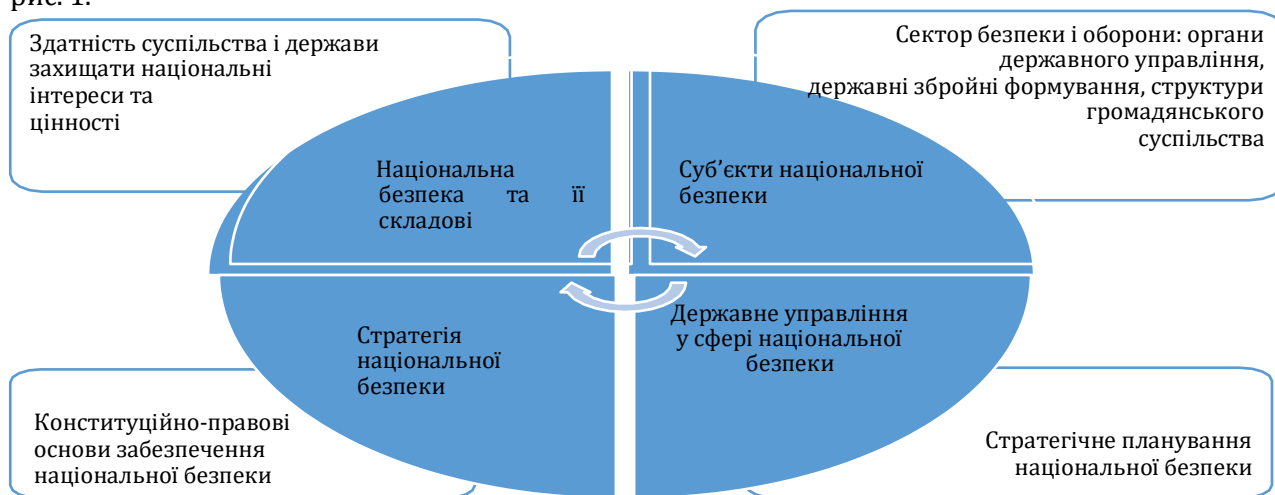 рис. 1.
Здатність суспільства і держави
захищати національні
інтереси та
цінності
Сектор безпеки і оборони: органи
державного управління,
державні збройні формування, структури
громадянського
суспільства
Національна
безпека та її
складові
Суб’єкти національної
безпеки
Стратегія
національної
безпеки
Державне управління
у сфері національної
безпеки
Конституційно-правові
основи забезпечення
національної безпеки
Стратегічне планування
національної безпеки